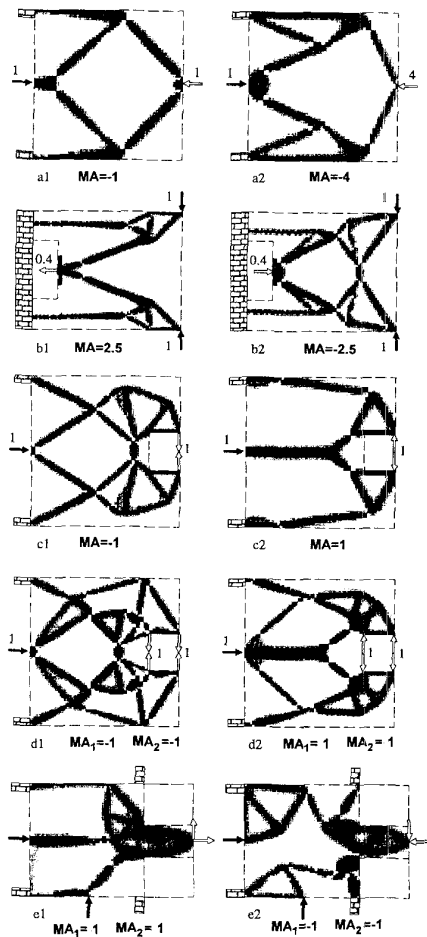 1 1 1 4
a1 MA=-1 a2 MA=-4
1 1
0.4 0.4
b1 MA=2.5 1 b2 MA=-2.5 1
1 1 1 1
c1 MA=-1 c2 MA=1
1 1 1 1 1 1
d1 MA1=-1 MA2=-1 d2 MA1=1 MA2=1
e1 MA1=1 MA2=1 e2 MA1=-1 MA2=-1